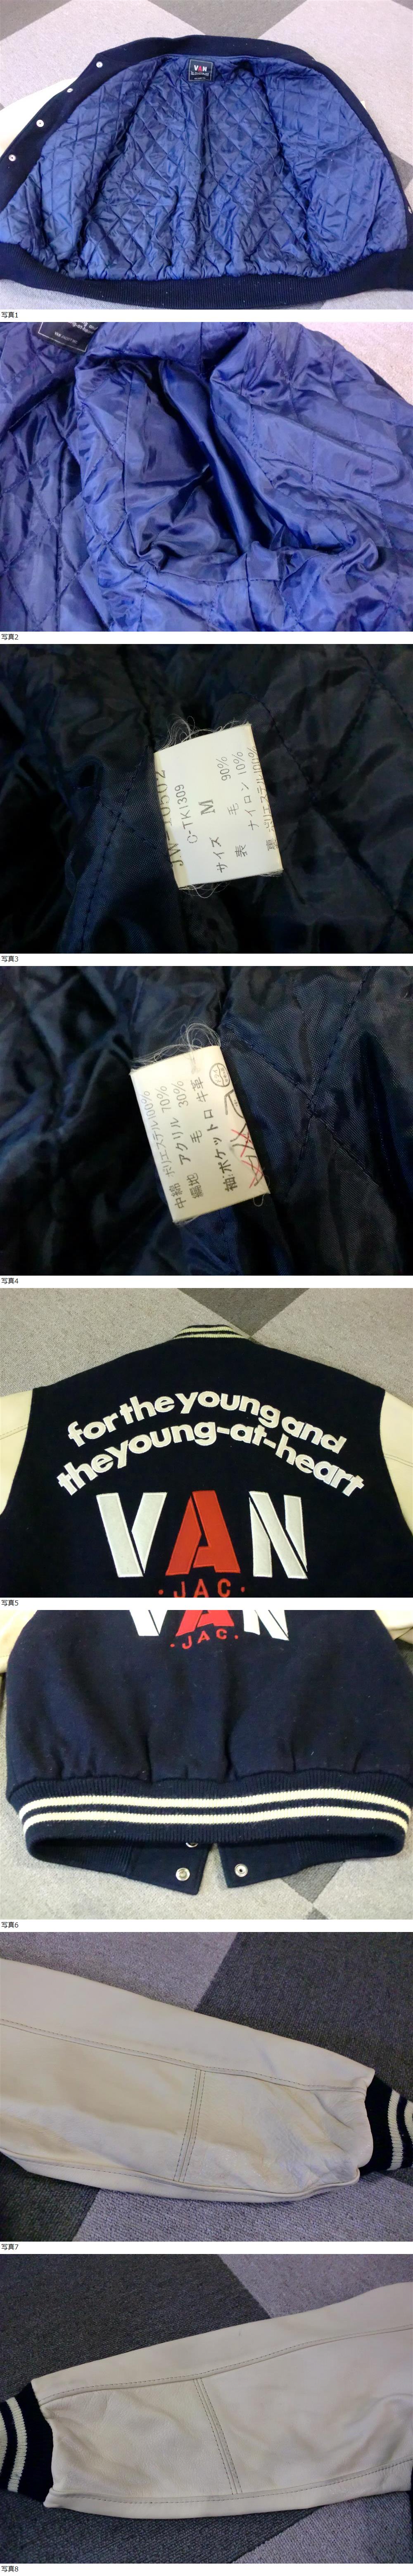 VAN
写真1
写真2
C-TK1309
サイズ M
表 毛 90%
ナイロン 10%
写真3
中綿 ポリエステル100%
編地 アクリル 70%
毛 30%
袖.ポケット口 牛革
写真4
for the young and
the young-at-heart
VAN
・JAC・
写真5
VAN
・JAC・
写真6
写真7
写真8